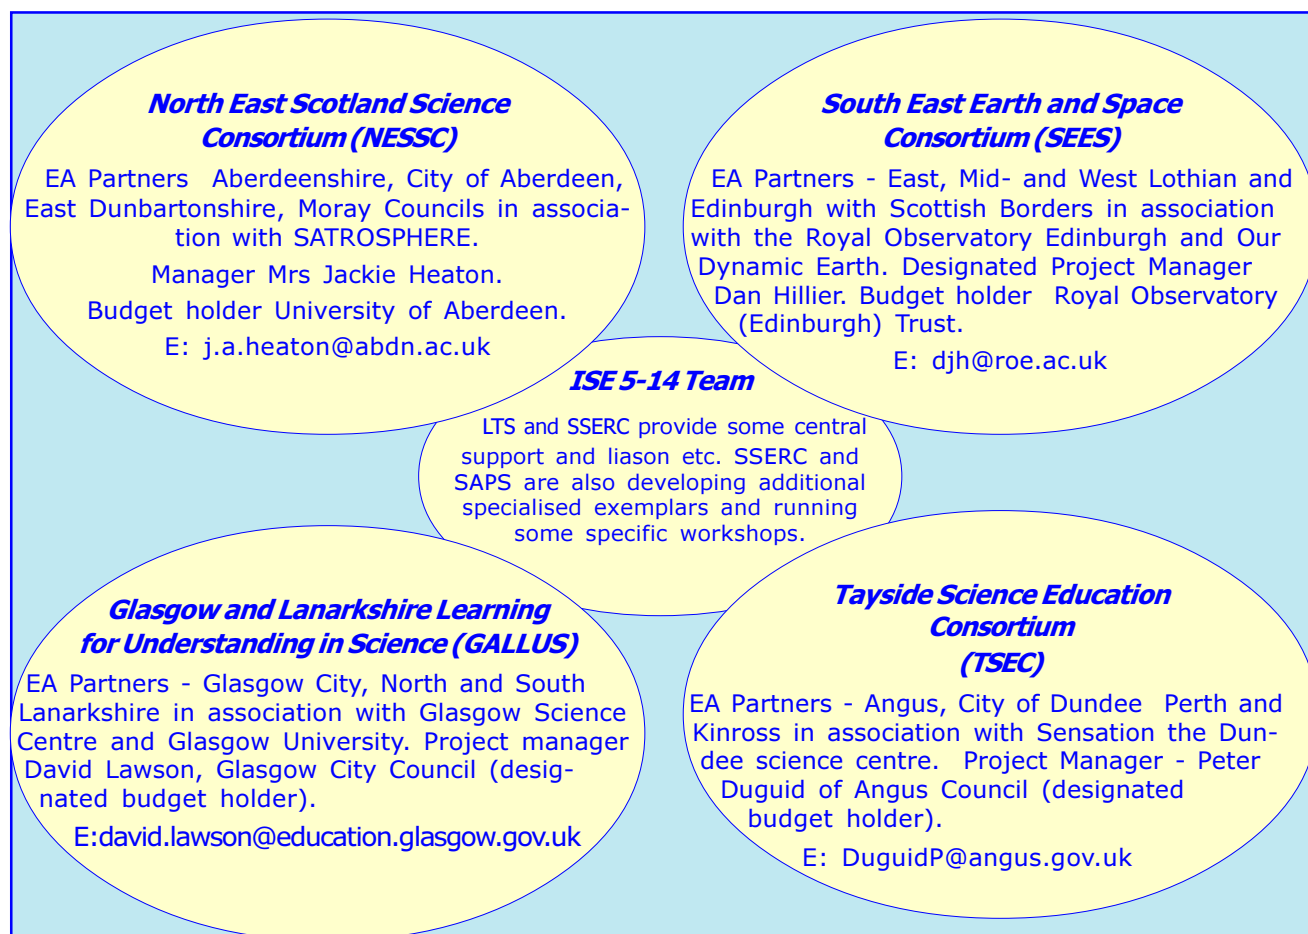 North East Scotland Science
Consortium (NESSC)
EA Partners Aberdeenshire, City of Aberdeen,
East Dunbartonshire, Moray Councils in associa-
tion with SATROSPHERE.
Manager Mrs Jackie Heaton.
Budget holder University of Aberdeen.
E: j.a.heaton@abdn.ac.uk
South East Earth and Space
Consortium (SEES)
EA Partners - East, Mid- and West Lothian and
Edinburgh with Scottish Borders in association
with the Royal Observatory Edinburgh and Our
Dynamic Earth. Designated Project Manager
Dan Hillier. Budget holder Royal Observatory
(Edinburgh) Trust.
E: djh@roe.ac.uk
ISE 5-14 Team
LTS and SSERC provide some central
support and liason etc. SSERC and
SAPS are also developing additional
specialised exemplars and running
some specific workshops.
Glasgow and Lanarkshire Learning
for Understanding in Science (GALLUS)
EA Partners - Glasgow City, North and South
Lanarkshire in association with Glasgow Science
Centre and Glasgow University. Project manager
David Lawson, Glasgow City Council (desig-
nated budget holder).
E:david.lawson@education.glasgow.gov.uk
Tayside Science Education
Consortium
(TSEC)
EA Partners - Angus, City of Dundee Perth and
Kinross in association with Sensation the Dun-
dee science centre. Project Manager - Peter
Duguid of Angus Council (designated
budget holder).
E: DuguidP@angus.gov.uk